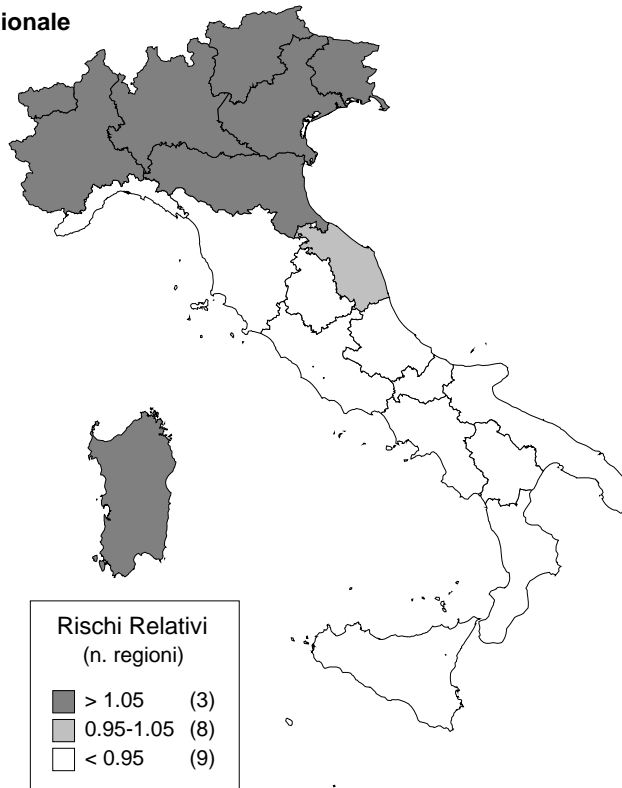 ionale
Rischi Relativi
(n. regioni)
> 1.05 (3)
0.95-1.05 (8)
< 0.95 (9)